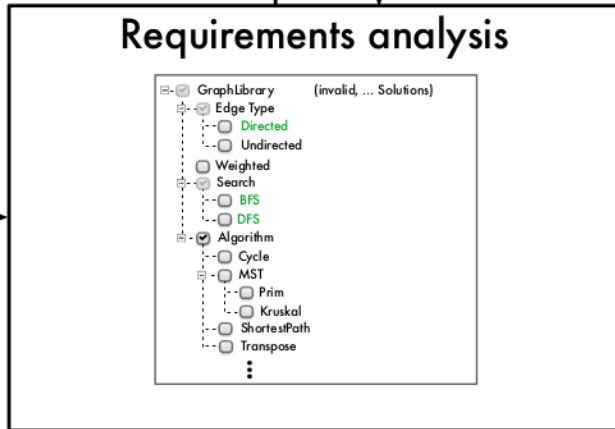 Requirements analysis
GraphLibrary (invalid, ... Solutions)
Edge Type
Directed
Undirected
Weighted
Search
BFS
DFS
Algorithm
Cycle
MST
Prim
Kruskal
ShortestPath
Transpose